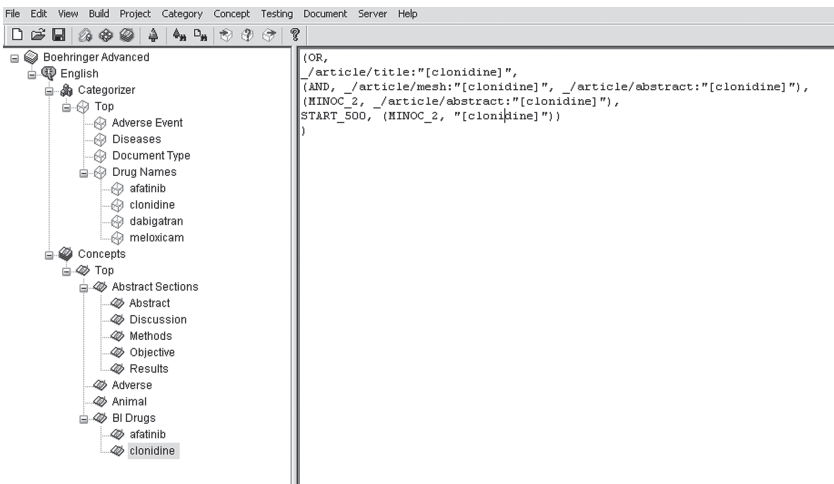 File Edit View Build Project Category Concept Testing Document Server Help
Boehringer Advanced
English
Categorizer
Top
Adverse Event
Diseases
Document Type
Drug Names
afatinib
clonidine
dabigatran
meloxicam
Concepts
Top
Abstract Sections
Abstract
Discussion
Methods
Objective
Results
Adverse
Animal
BI Drugs
afatinib
clonidine
(OR,
_/article/title:"[clonidine]",
(AND, _/article/mesh:"[clonidine]", _/article/abstract:"[clonidine]"),
(MINOC_2, _/article/abstract:"[clonidine]"),
START_500, (MINOC_2, "[clonidine]"))
)